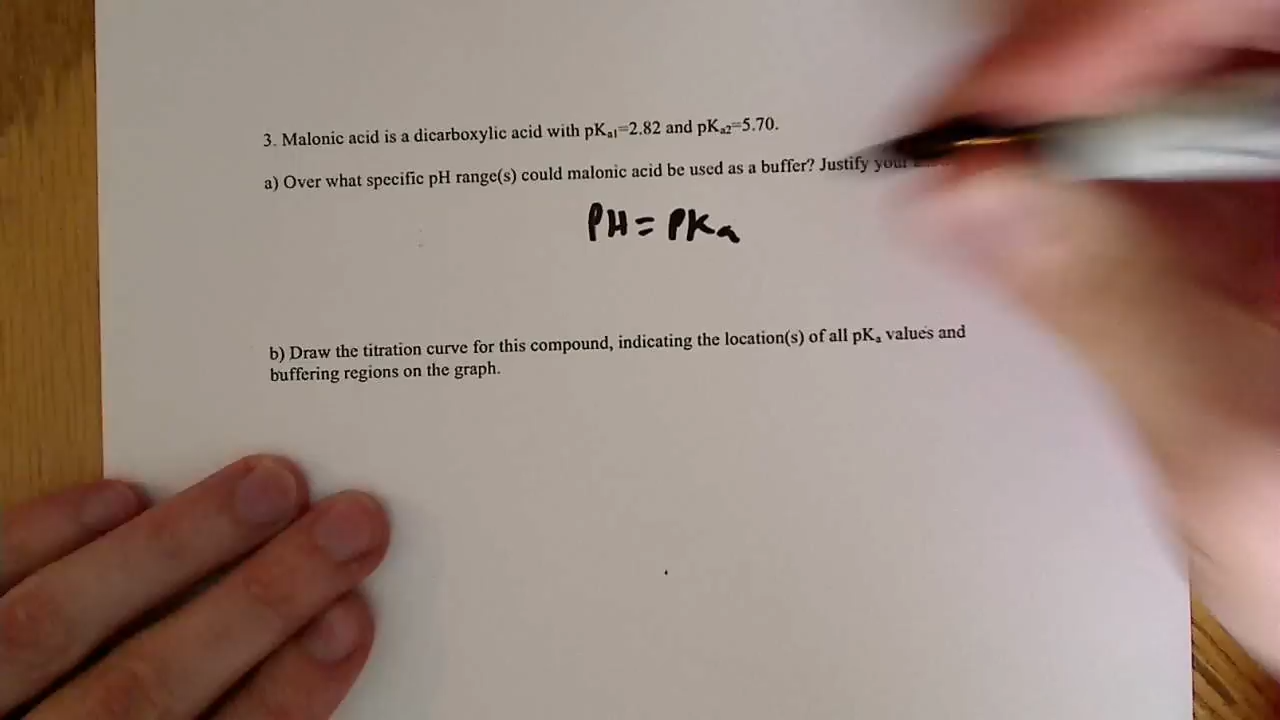 3. Malonic acid is a dicarboxylic acid with pKa1=2.82 and pKa2=5.70.
a) Over what specific pH range(s) could malonic acid be used as a buffer? Justify your
PH = PKa
b) Draw the titration curve for this compound, indicating the location(s) of all pKa values and
buffering regions on the graph.